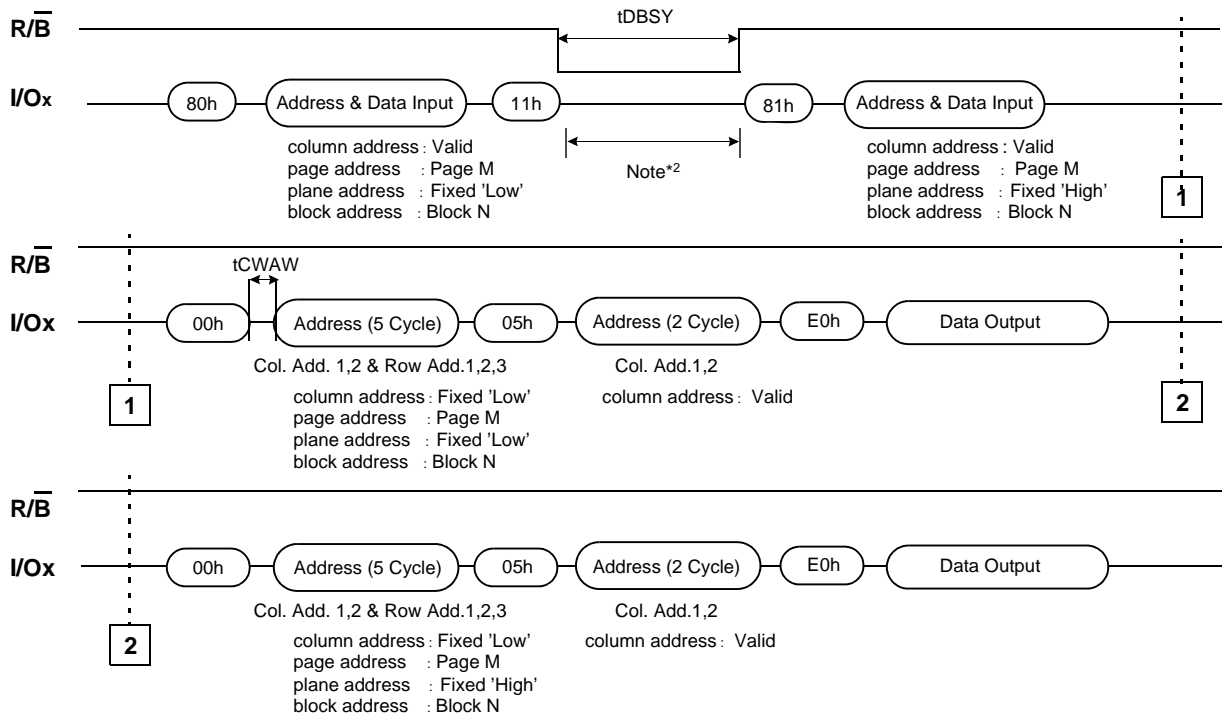 tDBSY
R/B
I/Ox
80h
Address & Data Input
11h
81h
Address & Data Input
column address : Valid
page address : Page M
plane address : Fixed 'Low'
block address : Block N
Note*2
column address : Valid
page address : Page M
plane address : Fixed 'High'
block address : Block N
1
R/B
tCWAW
I/Ox
00h
Address (5 Cycle)
05h
Address (2 Cycle)
E0h
Data Output
Col. Add. 1,2 & Row Add.1,2,3
Col. Add.1,2
column address : Fixed 'Low'
page address : Page M
plane address : Fixed 'Low'
block address : Block N
column address : Valid
1
2
R/B
I/Ox
00h
Address (5 Cycle)
05h
Address (2 Cycle)
E0h
Data Output
Col. Add. 1,2 & Row Add.1,2,3
Col. Add.1,2
column address : Fixed 'Low'
page address : Page M
plane address : Fixed 'High'
block address : Block N
column address : Valid
2